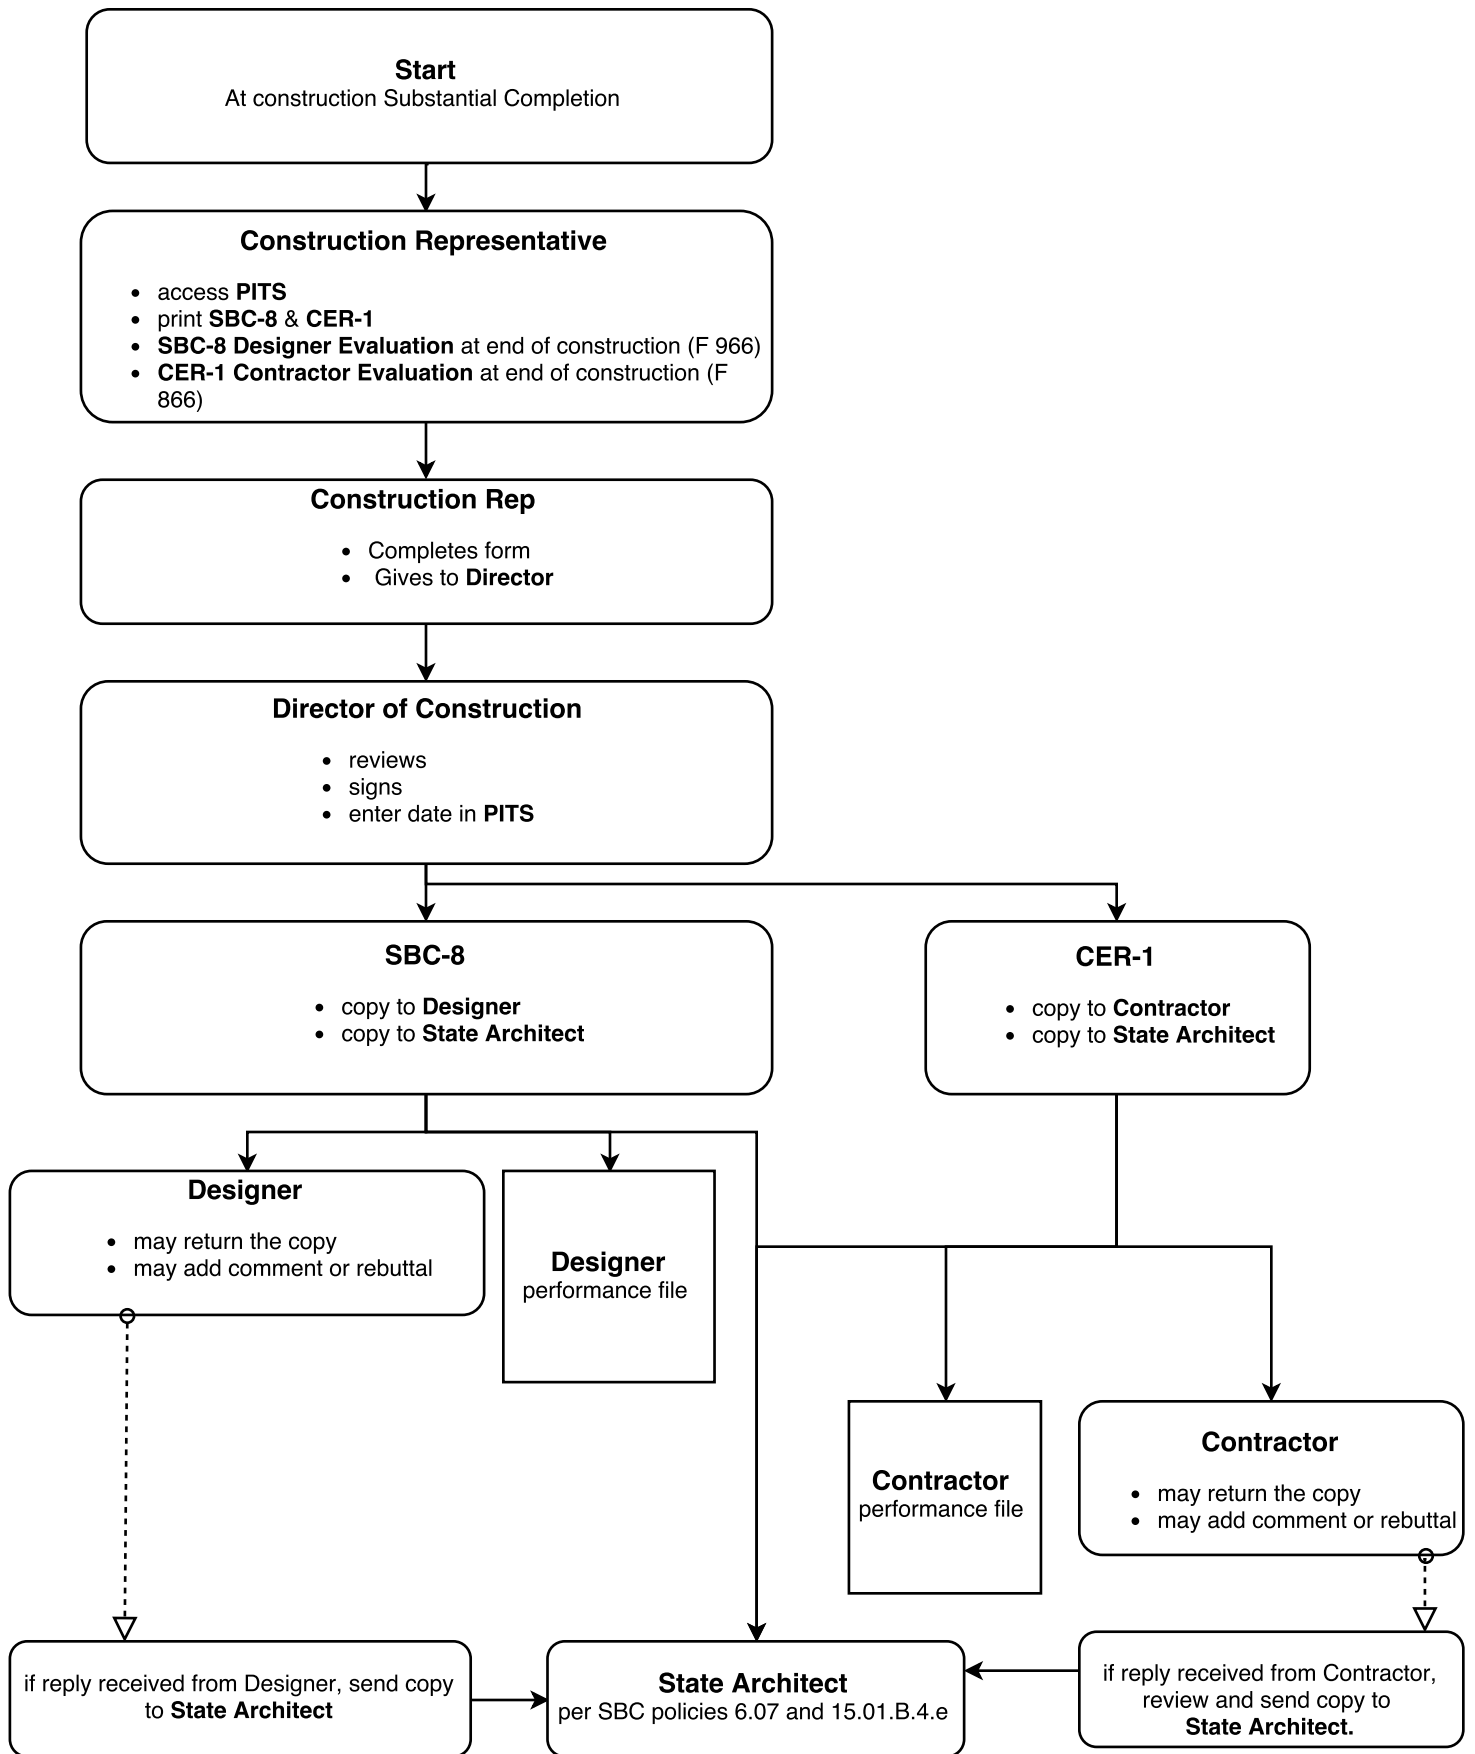 Start
At construction Substantial Completion
Construction Representative
• access PITS
• print SBC-8 & CER-1
• SBC-8 Designer Evaluation at end of construction (F 966)
• CER-1 Contractor Evaluation at end of construction (F
866)
Construction Rep
• Completes form
• Gives to Director
Director of Construction
• reviews
• signs
• enter date in PITS
SBC-8
• copy to Designer
• copy to State Architect
CER-1
• copy to Contractor
• copy to State Architect
Designer
• may return the copy
• may add comment or rebuttal
Designer
performance file
Contractor
performance file
Contractor
• may return the copy
• may add comment or rebuttal
if reply received from Designer, send copy
to State Architect
State Architect
per SBC policies 6.07 and 15.01.B.4.e
if reply received from Contractor,
review and send copy to
State Architect.